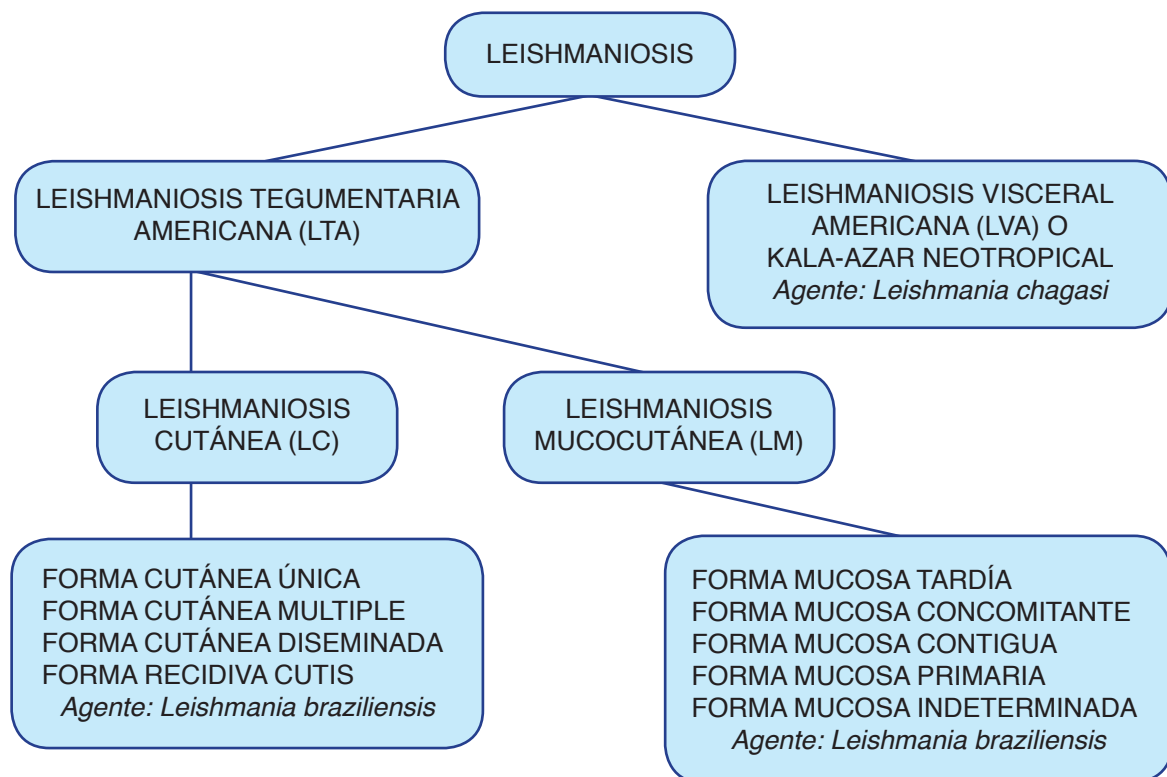 LEISHMANIOSIS
LEISHMANIOSIS TEGUMENTARIA
AMERICANA (LTA)
LEISHMANIOSIS VISCERAL
AMERICANA (LVA) O
KALA-AZAR NEOTROPICAL
Agente: Leishmania chagasi
LEISHMANIOSIS
CUTÁNEA (LC)
LEISHMANIOSIS
MUCOCUTÁNEA (LM)
FORMA CUTÁNEA ÚNICA
FORMA CUTÁNEA MULTIPLE
FORMA CUTÁNEA DISEMINADA
FORMA RECIDIVA CUTIS
Agente: Leishmania braziliensis
FORMA MUCOSA TARDÍA
FORMA MUCOSA CONCOMITANTE
FORMA MUCOSA CONTIGUA
FORMA MUCOSA PRIMARIA
FORMA MUCOSA INDETERMINADA
Agente: Leishmania braziliensis